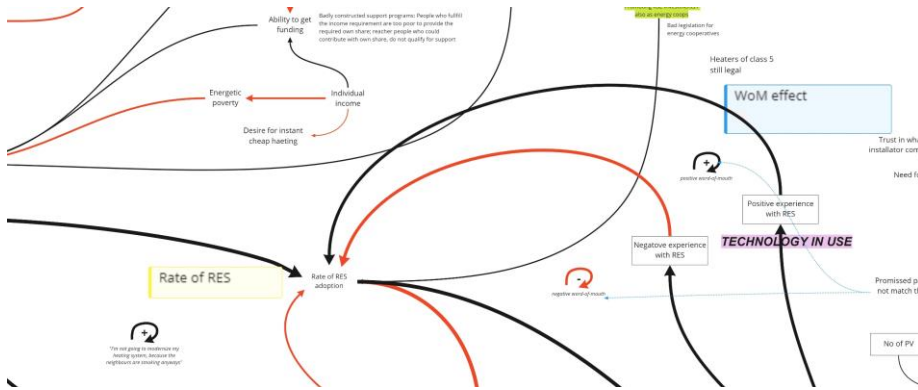 also as energy coops
Bad legislation for
energy cooperatives
Ability to get
funding
Badly constructed support programs: People who fulfill
the income requirement are too poor to provide the
required own share; reacher people who could
contribute with own share, do not qualify for support
Heaters of class 5
still legal
Energetic
poverty
Individual
income
WoM effect
Desire for instant
cheap haeting
Trust in wha
installator com
Need f
+
positive word-of-mouth
Positive experience
with RES
Negatove experience
with RES
TECHNOLOGY IN USE
Rate of RES
Rate of RES
adoption
-
negative word-of-mouth
Promissed p
not match th
+
"I'm not going to modernize my
heating system, because the
neighbours are smoking anyways"
No of PV